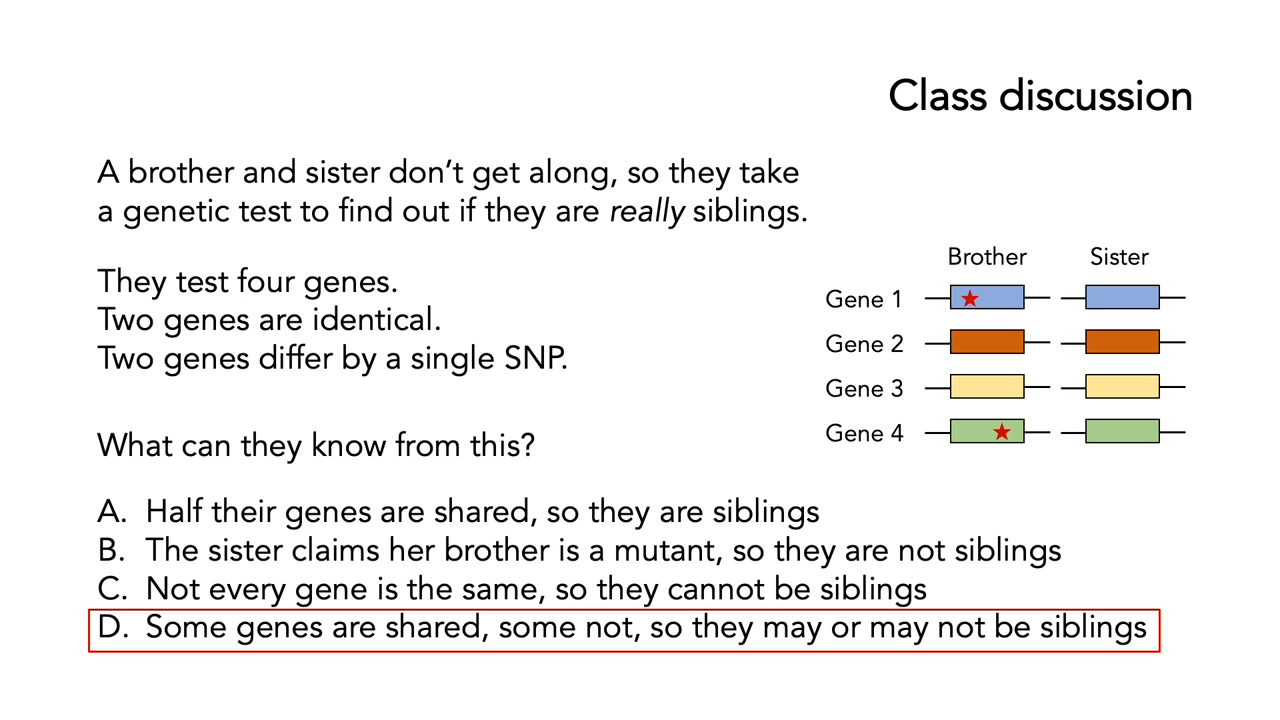 Class discussion
A brother and sister don’t get along, so they take
a genetic test to find out if they are really siblings.
They test four genes.
Two genes are identical.
Two genes differ by a single SNP.
Brother Sister
Gene 1
Gene 2
Gene 3
Gene 4
What can they know from this?
A. Half their genes are shared, so they are siblings
B. The sister claims her brother is a mutant, so they are not siblings
C. Not every gene is the same, so they cannot be siblings
D. Some genes are shared, some not, so they may or may not be siblings